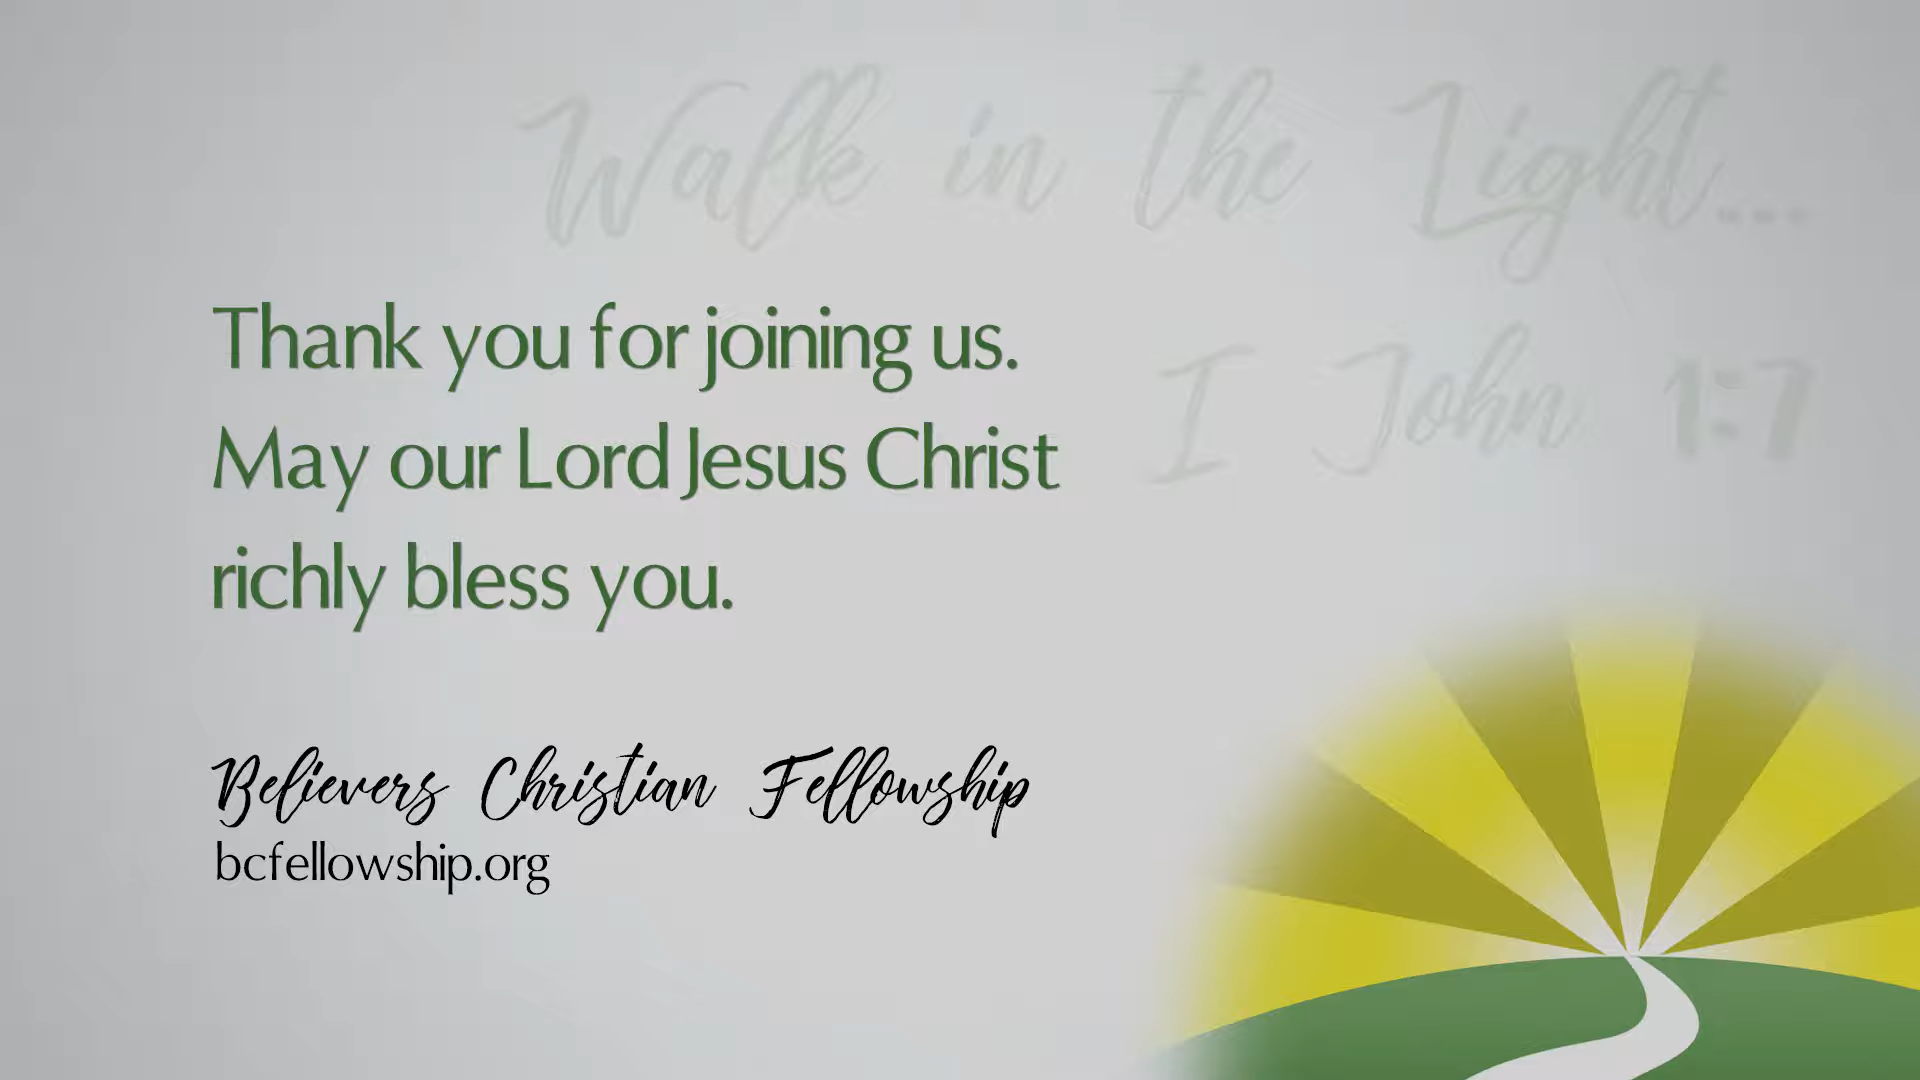 Walk in the Light...
Thank you for joining us.
I John 1:7
May our Lord Jesus Christ
richly bless you.
Believers Christian Fellowship
bcfellowship.org